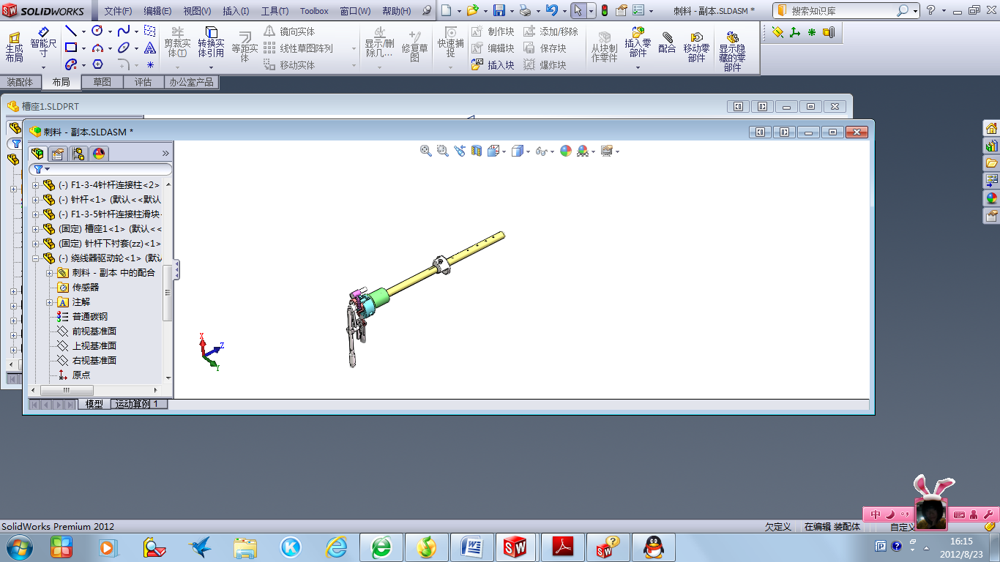 SOLIDWORKS 文件(F) 编辑(E) 视图(V) 插入(I) 工具(T) Toolbox 窗口(W) 帮助(H) 刺料 - 副本.SLDASM * 搜索知识库
生成布局 智能尺寸 剪裁实体(T) 转换实体引用 等距实体 镜向实体 线性草图阵列 移动实体 显示/删除几... 修复草图 快速捕捉 制作块 编辑块 插入块 添加/移除 保存块 爆炸块 从块制作零件 插入零部件 配合 移动零部件 显示隐藏的零部件
装配体 布局 草图 评估 办公室产品
槽座1.SLDPRT
刺料 - 副本.SLDASM *
(-) F1-3-4针杆连接柱<2>
(-) 针杆<1> (默认<<默认
(-) F1-3-5针杆连接柱滑块
(固定) 槽座1<1> (默认<<
(固定) 针杆下衬套(zz)<1>
(-) 绕线器驱动轮<1> (默认
刺料 - 副本 中的配合
传感器
注解
普通碳钢
前视基准面
上视基准面
右视基准面
原点
X
Z
Y
模型 运动算例 1
中
SolidWorks Premium 2012 欠定义 在编辑 装配体 自定义
16:15
2012/8/23